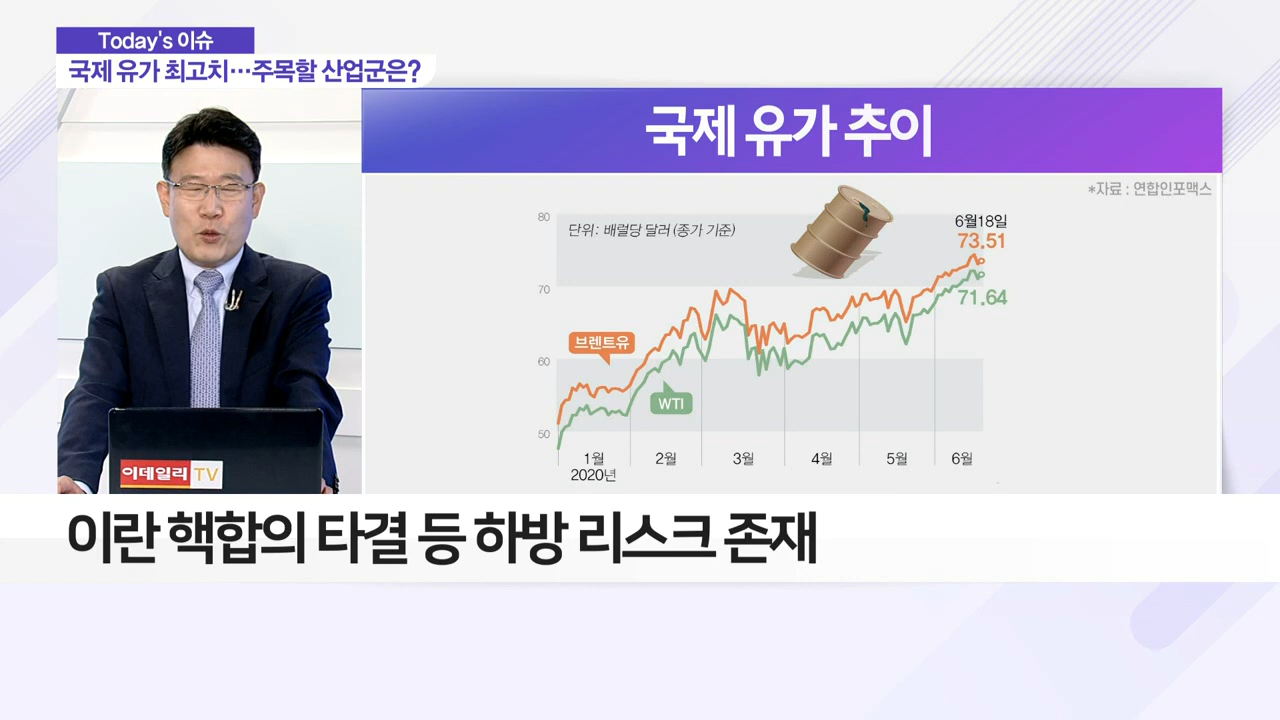 Today's 이슈
국제 유가 최고치…주목할 산업군은?
국제 유가 추이
*자료 : 연합인포맥스
80
단위: 배럴당 달러(종가 기준)
6월18일
73.51
70
71.64
브렌트유
60
WTI
50
1월
2월
3월
4월
5월
6월
2020년
이데일리TV
이란 핵합의 타결 등 하방 리스크 존재